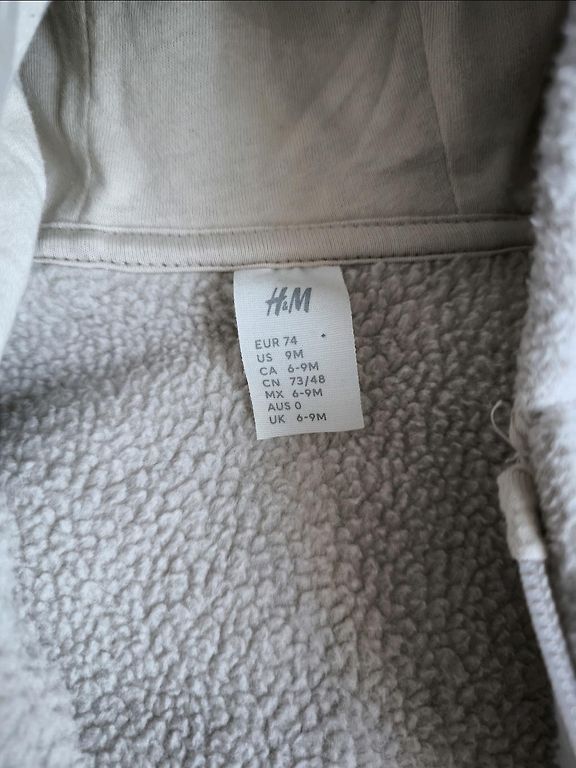 H&M
EUR 74
US 9M
CA 6-9M
CN 73/48
MX 6-9M
AUS 0
UK 6-9M